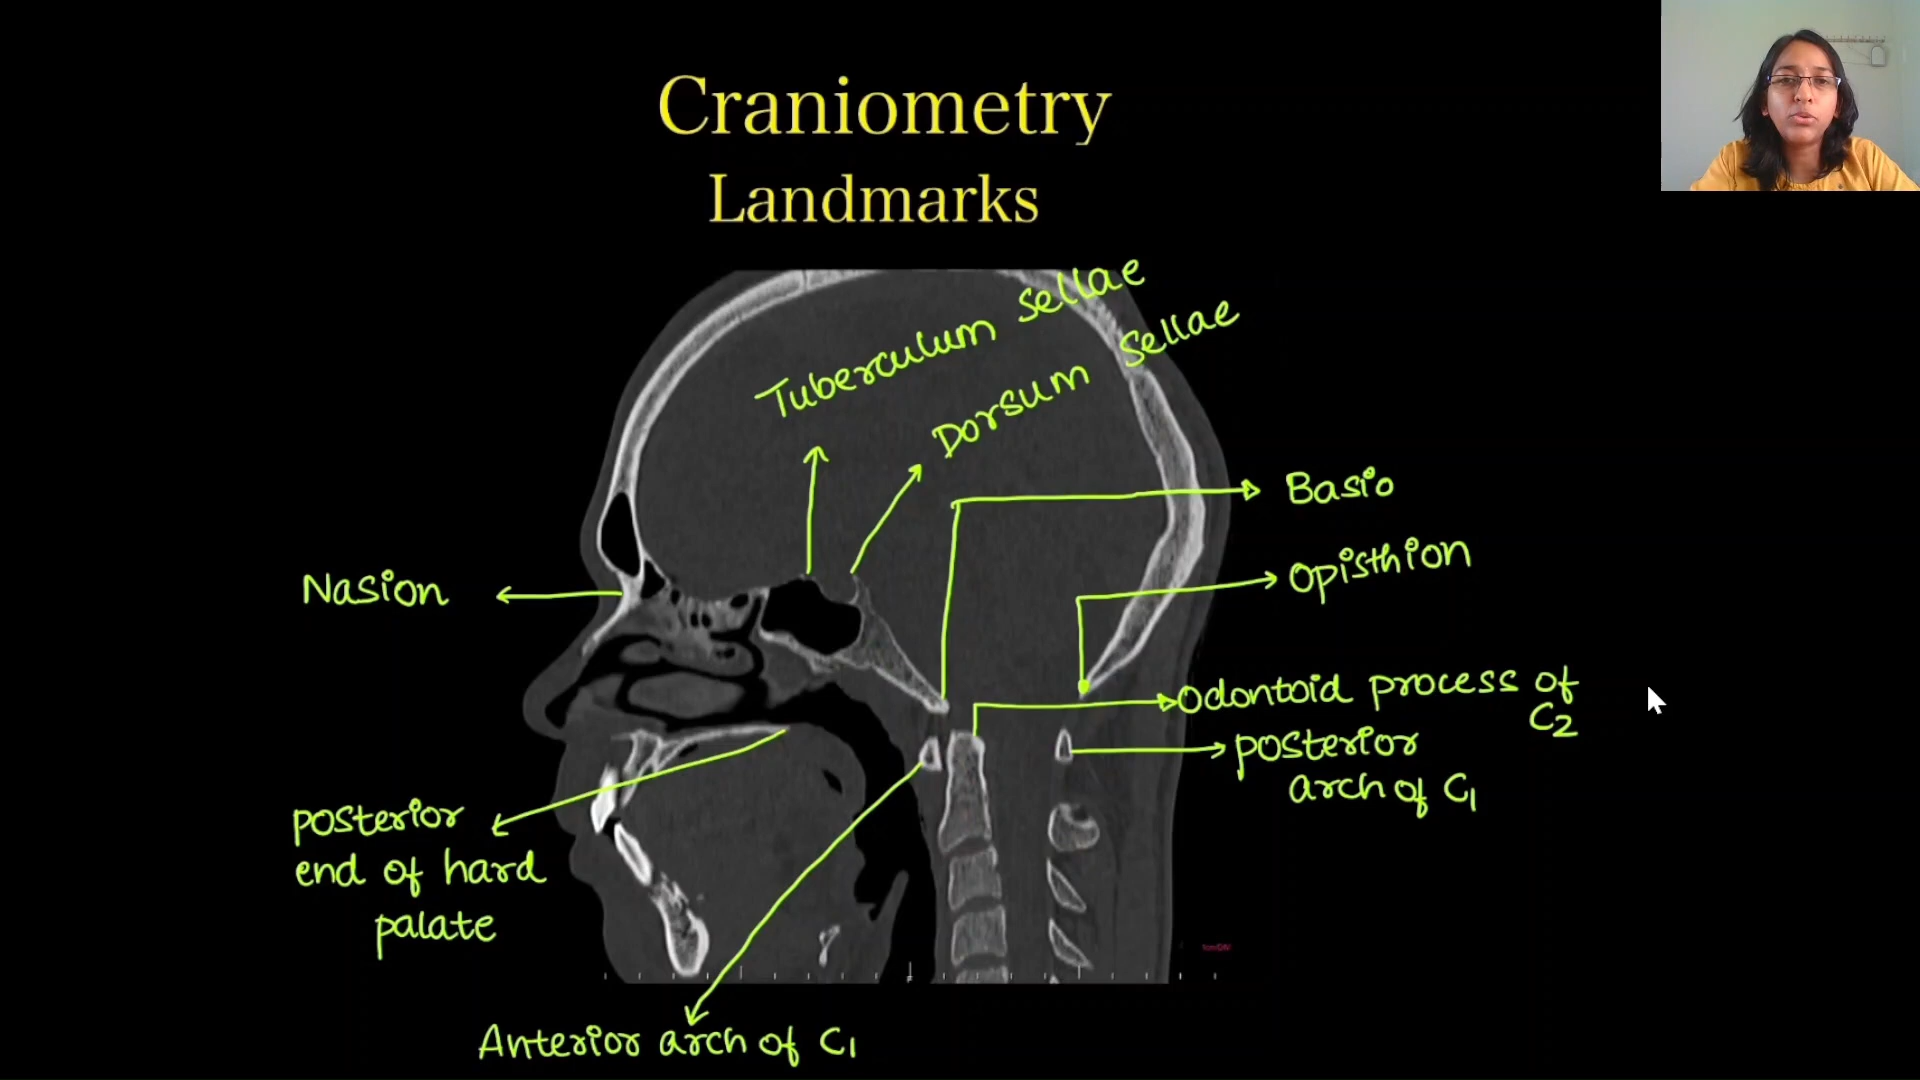 Craniometry
Landmarks
Tuberculum sellae
Dorsum sellae
Basio
Nasion
Opisthion
Odontoid process of
C2
posterior
arch of C1
posterior
end of hard
palate
Anterior arch of C1